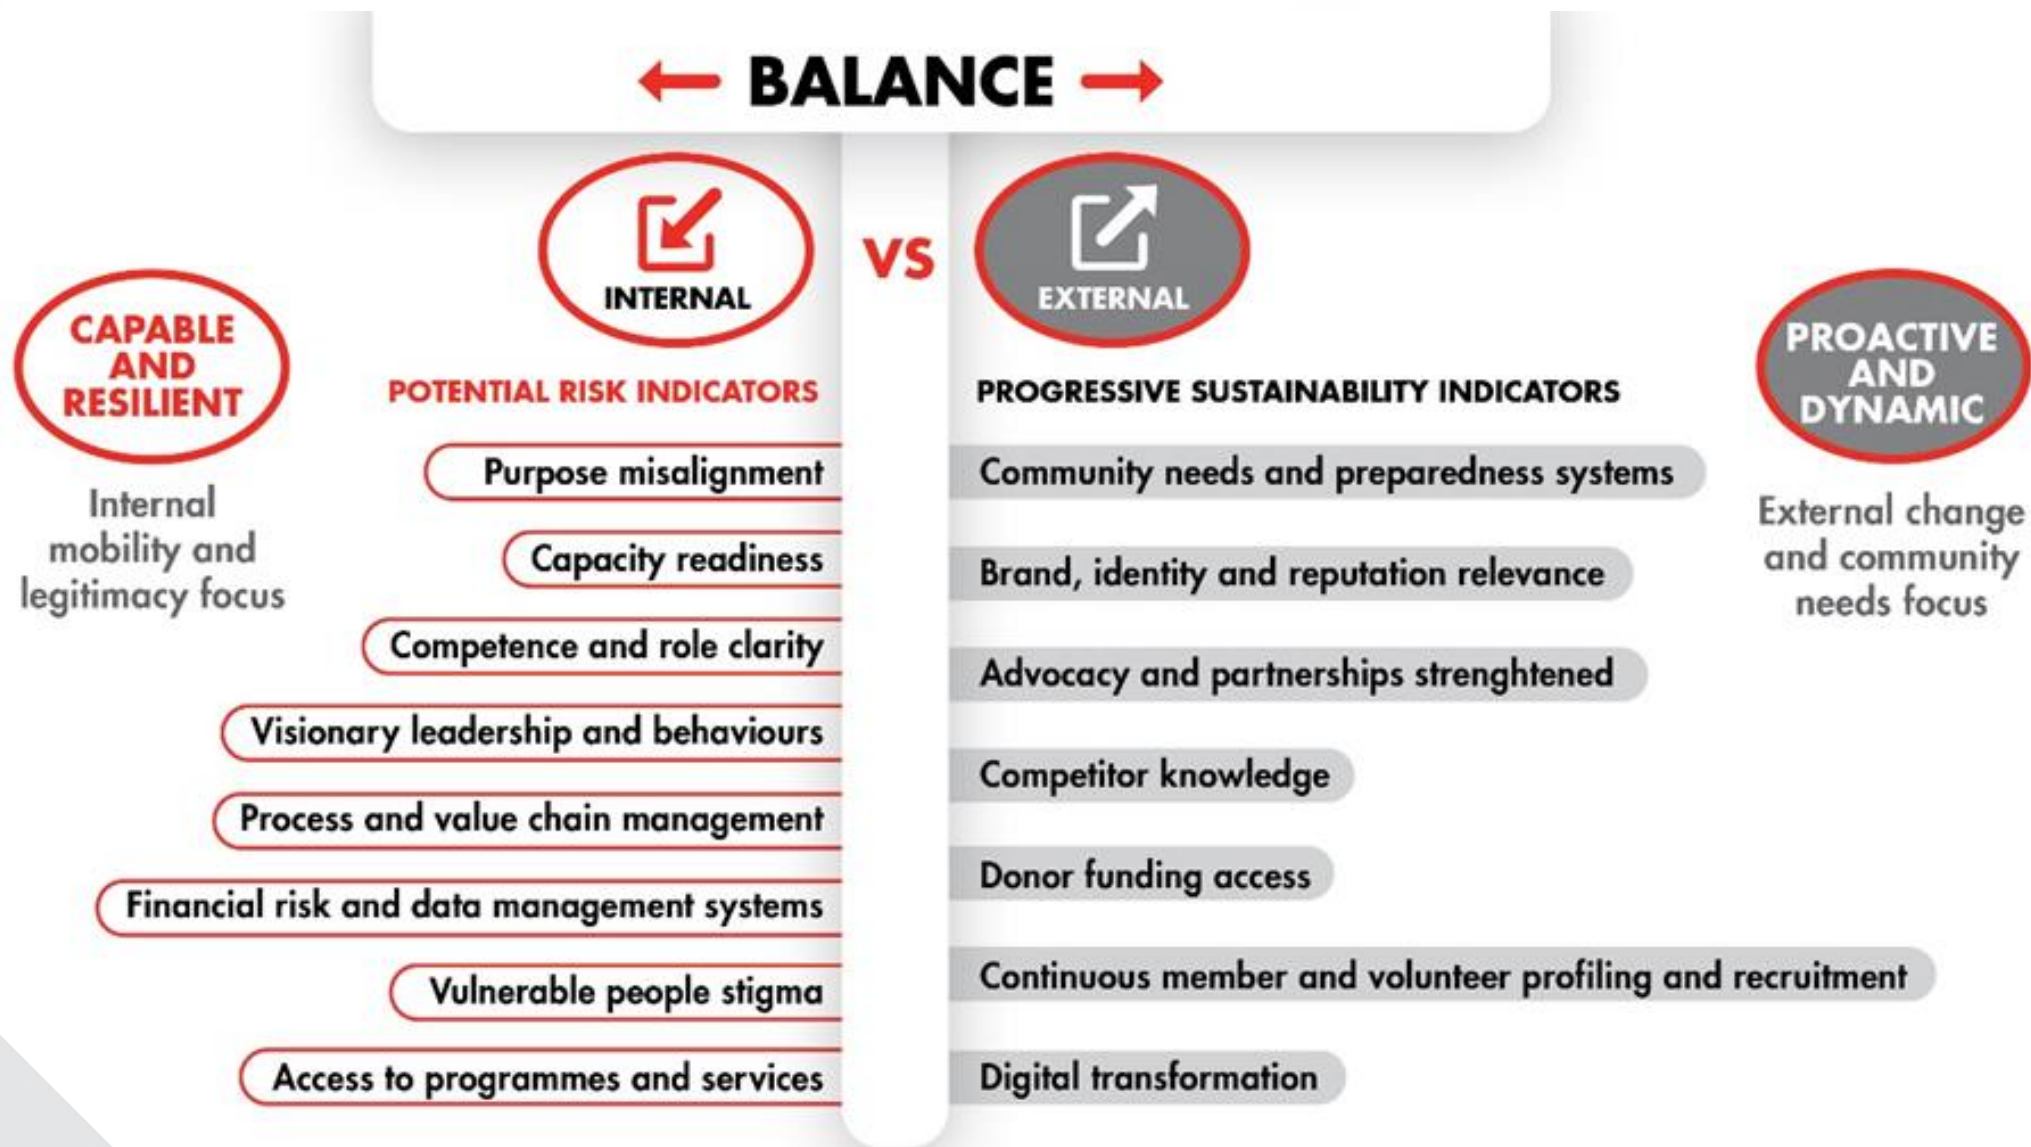 BALANCE
INTERNAL
VS
EXTERNAL
CAPABLE
AND
RESILIENT
Internal
mobility and
legitimacy focus
POTENTIAL RISK INDICATORS
Purpose misalignment
Capacity readiness
Competence and role clarity
Visionary leadership and behaviours
Process and value chain management
Financial risk and data management systems
Vulnerable people stigma
Access to programmes and services
PROGRESSIVE SUSTAINABILITY INDICATORS
Community needs and preparedness systems
Brand, identity and reputation relevance
Advocacy and partnerships strenghtened
Competitor knowledge
Donor funding access
Continuous member and volunteer profiling and recruitment
Digital transformation
PROACTIVE
AND
DYNAMIC
External change
and community
needs focus